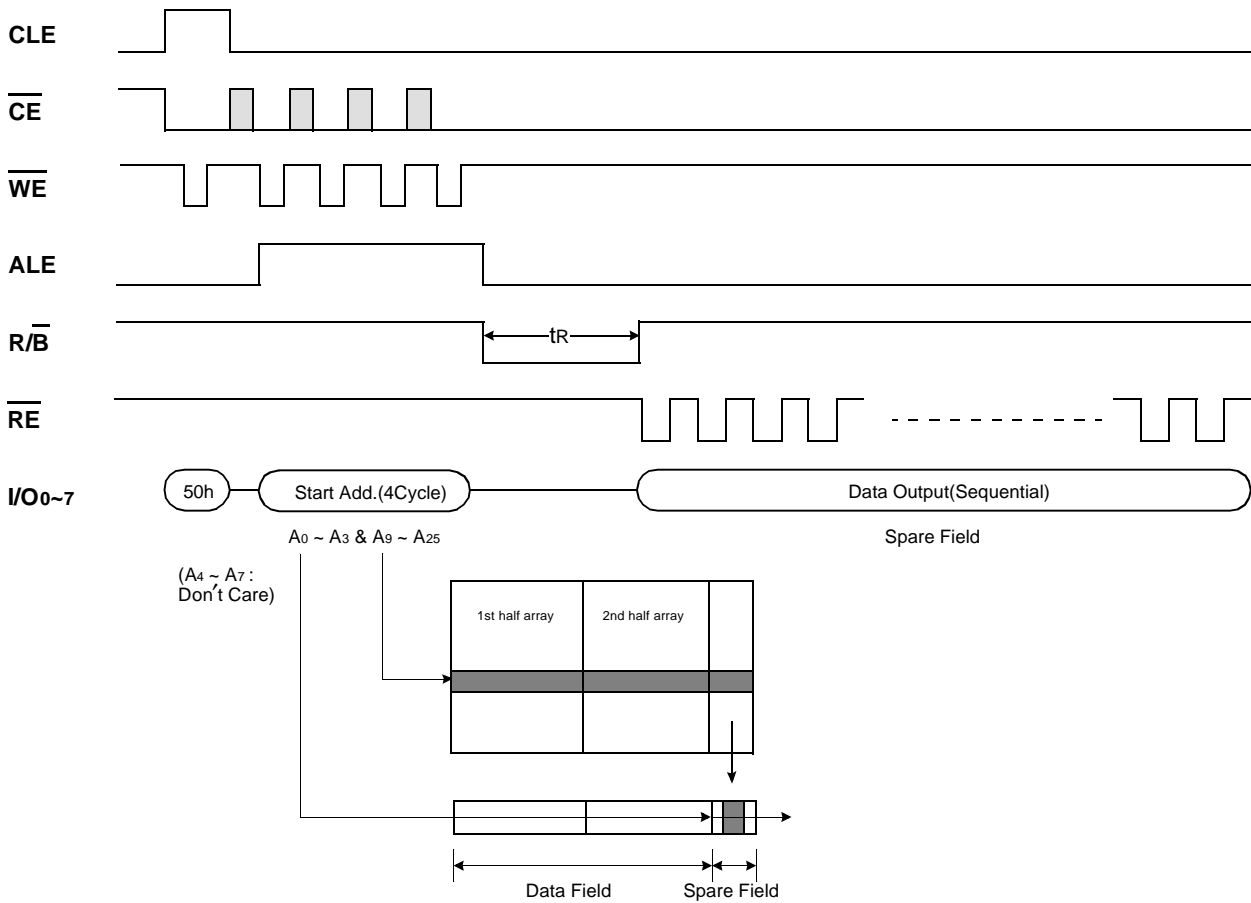 CLE
CE
WE
ALE
R/B
tR
RE
I/O0~7
50h
Start Add.(4Cycle)
Data Output(Sequential)
A0 ~ A3 & A9 ~ A25
Spare Field
(A4 ~ A7 :
Don't Care)
1st half array
2nd half array
Data Field
Spare Field